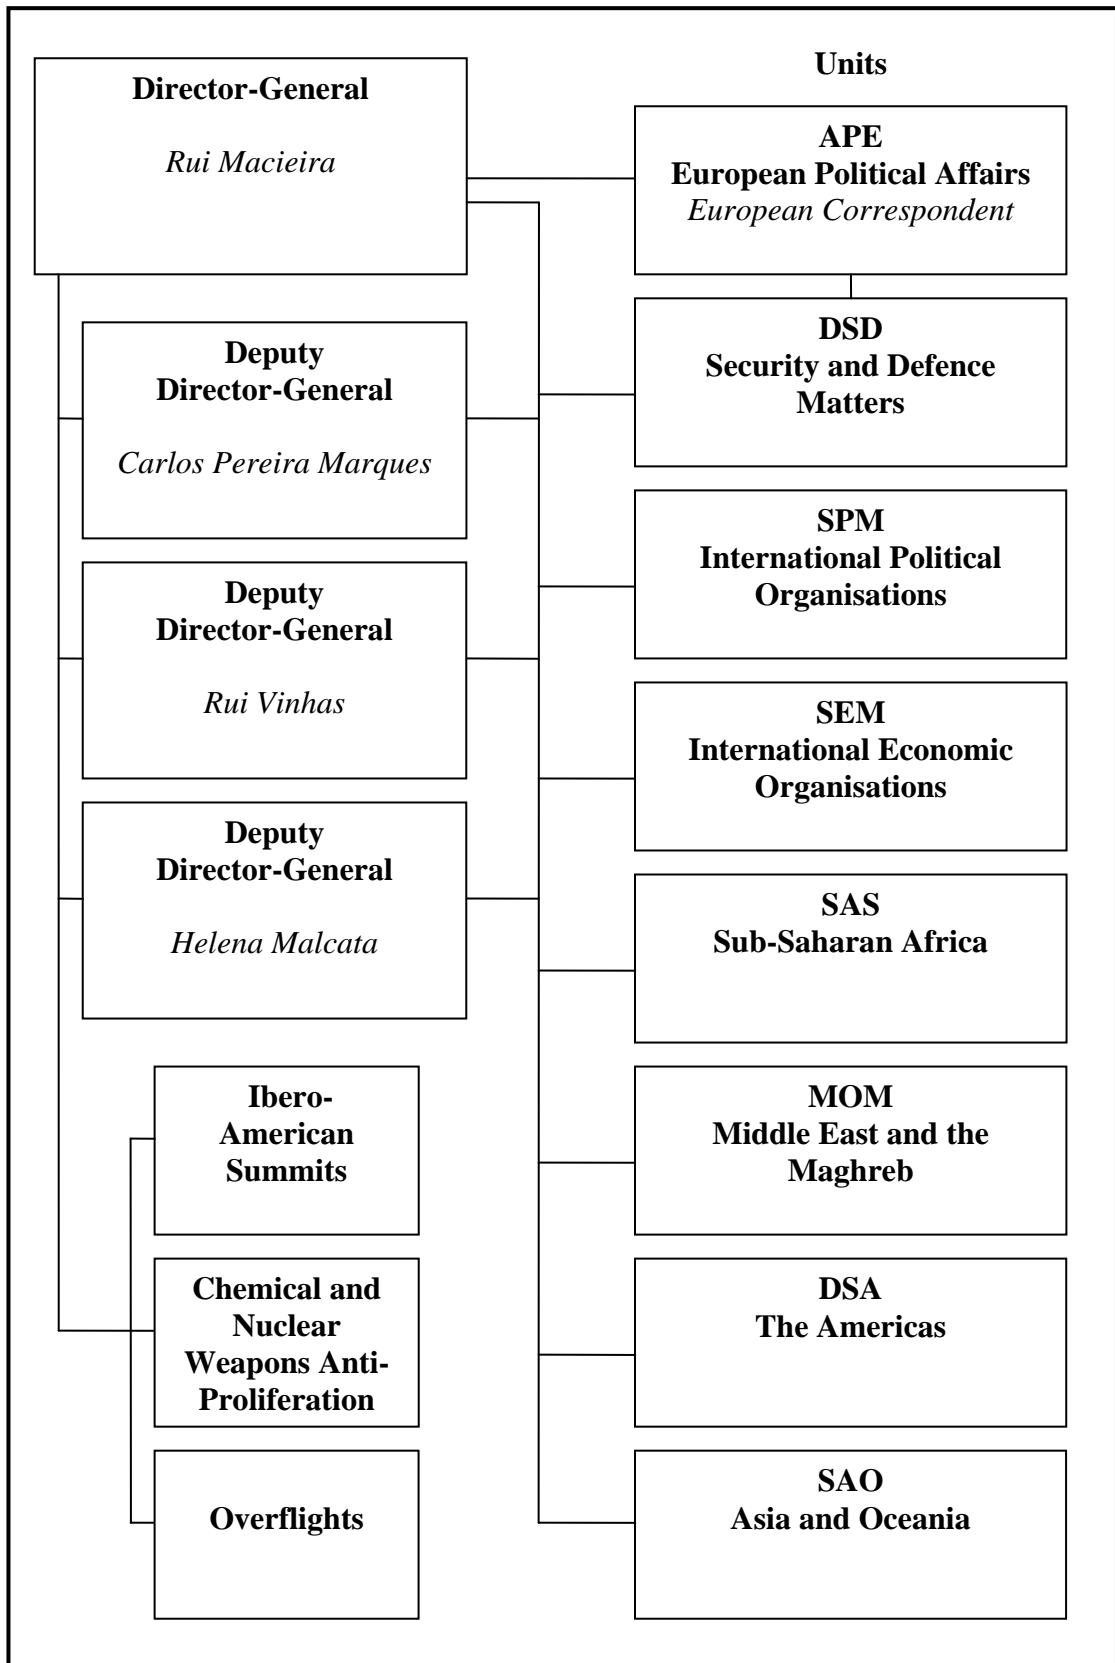 Director-General
Rui Macieira
Deputy
Director-General
Carlos Pereira Marques
Deputy
Director-General
Rui Vinhas
Deputy
Director-General
Helena Malcata
Ibero-
American
Summits
Chemical and
Nuclear
Weapons Anti-
Proliferation
Overflights
Units
APE
European Political Affairs
European Correspondent
DSD
Security and Defence
Matters
SPM
International Political
Organisations
SEM
International Economic
Organisations
SAS
Sub-Saharan Africa
MOM
Middle East and the
Maghreb
DSA
The Americas
SAO
Asia and Oceania